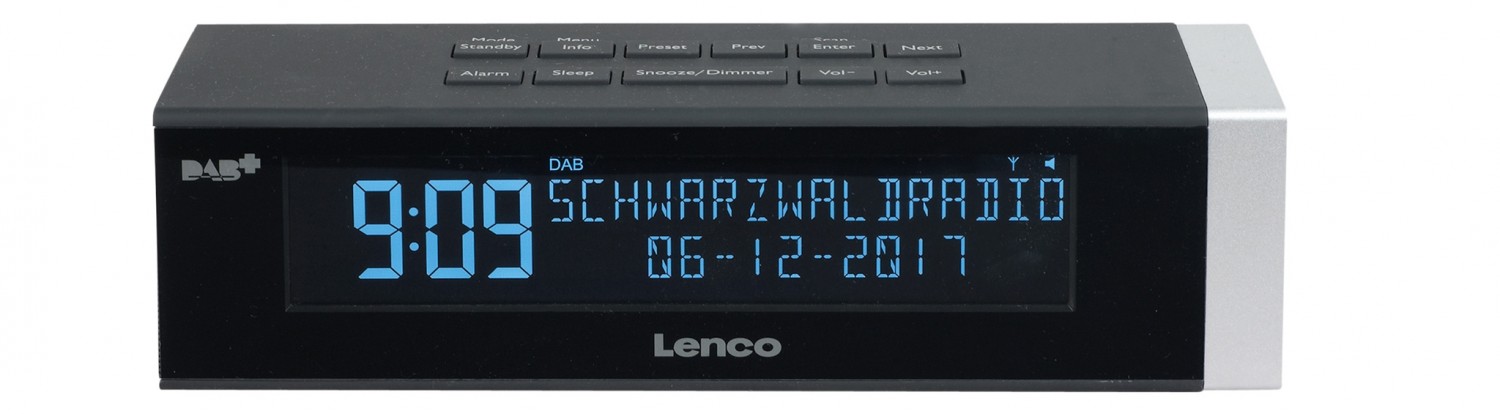 Mode Menu Scan
Standby Info Preset Prev Enter Next
Alarm Sleep Snooze/Dimmer Vol- Vol+
DAB+
DAB
9:09 SCHWARZWALDRADIO
06-12-2017
Lenco